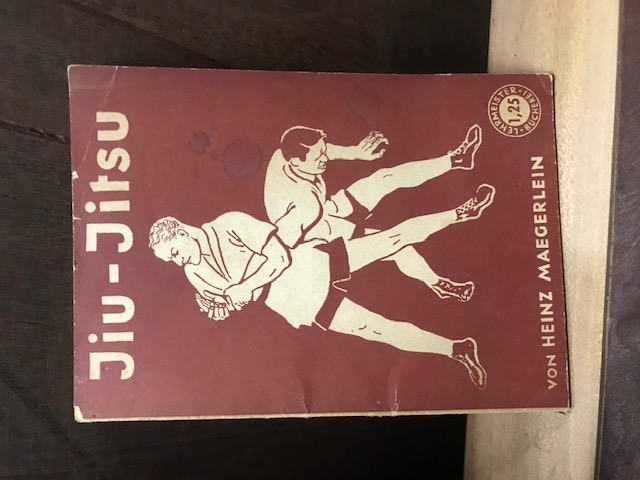 Jiu-Jitsu
LEHRMEISTER · BÜCHEREI ·
1,25
VON HEINZ MAEGERLEIN